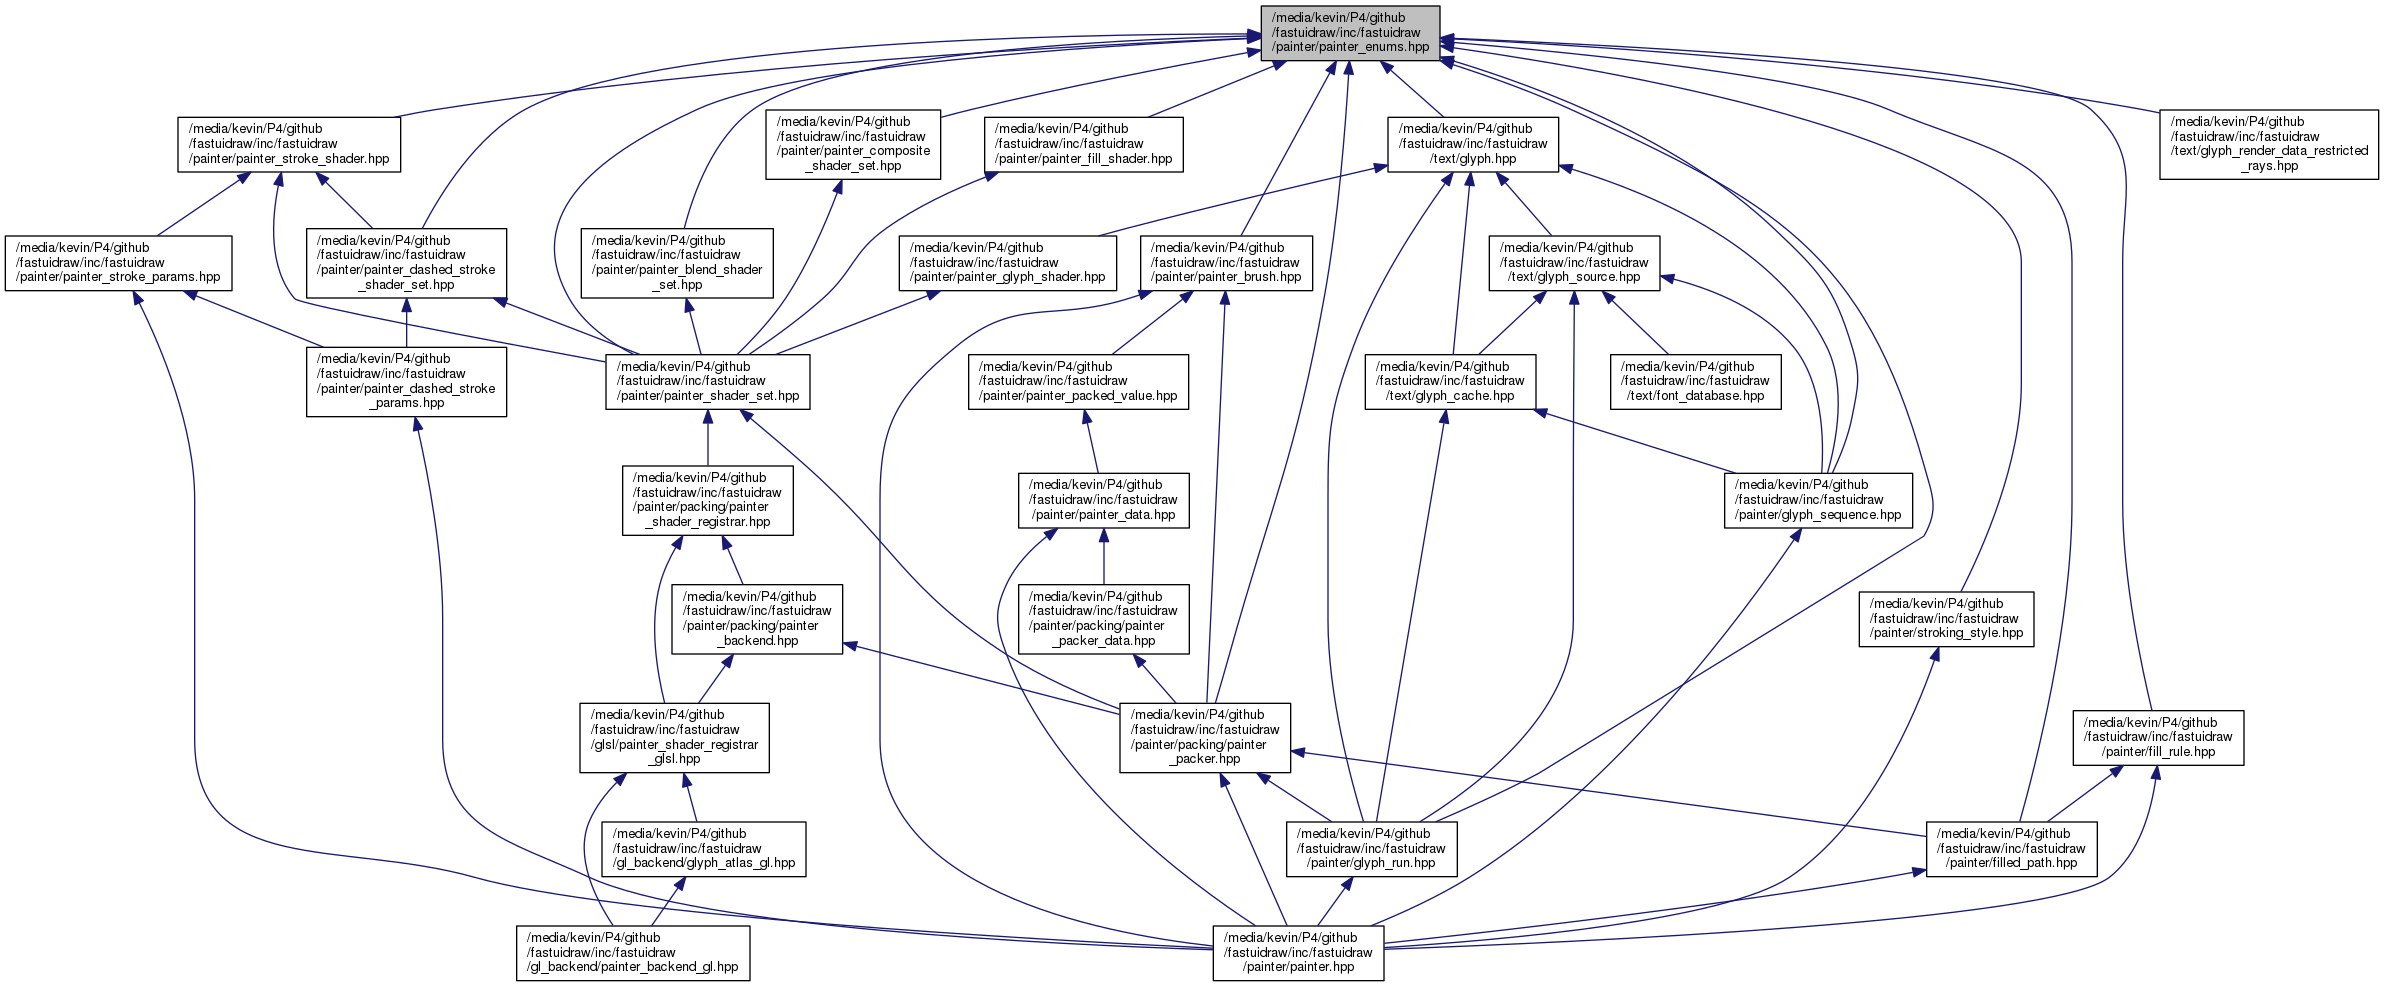 /media/kevin/P4/github
/fastuidraw/inc/fastuidraw
/painter/painter_enums.hpp
/media/kevin/P4/github
/fastuidraw/inc/fastuidraw
/painter/painter_stroke_shader.hpp
/media/kevin/P4/github
/fastuidraw/inc/fastuidraw
/painter/painter_composite
_shader_set.hpp
/media/kevin/P4/github
/fastuidraw/inc/fastuidraw
/painter/painter_fill_shader.hpp
/media/kevin/P4/github
/fastuidraw/inc/fastuidraw
/text/glyph.hpp
/media/kevin/P4/github
/fastuidraw/inc/fastuidraw
/text/glyph_render_data_restricted
_rays.hpp
/media/kevin/P4/github
/fastuidraw/inc/fastuidraw
/painter/painter_stroke_params.hpp
/media/kevin/P4/github
/fastuidraw/inc/fastuidraw
/painter/painter_dashed_stroke
_shader_set.hpp
/media/kevin/P4/github
/fastuidraw/inc/fastuidraw
/painter/painter_blend_shader
_set.hpp
/media/kevin/P4/github
/fastuidraw/inc/fastuidraw
/painter/painter_glyph_shader.hpp
/media/kevin/P4/github
/fastuidraw/inc/fastuidraw
/painter/painter_brush.hpp
/media/kevin/P4/github
/fastuidraw/inc/fastuidraw
/text/glyph_source.hpp
/media/kevin/P4/github
/fastuidraw/inc/fastuidraw
/painter/painter_dashed_stroke
_params.hpp
/media/kevin/P4/github
/fastuidraw/inc/fastuidraw
/painter/painter_shader_set.hpp
/media/kevin/P4/github
/fastuidraw/inc/fastuidraw
/painter/painter_packed_value.hpp
/media/kevin/P4/github
/fastuidraw/inc/fastuidraw
/text/glyph_cache.hpp
/media/kevin/P4/github
/fastuidraw/inc/fastuidraw
/text/font_database.hpp
/media/kevin/P4/github
/fastuidraw/inc/fastuidraw
/painter/packing/painter
_shader_registrar.hpp
/media/kevin/P4/github
/fastuidraw/inc/fastuidraw
/painter/painter_data.hpp
/media/kevin/P4/github
/fastuidraw/inc/fastuidraw
/painter/glyph_sequence.hpp
/media/kevin/P4/github
/fastuidraw/inc/fastuidraw
/painter/packing/painter
_backend.hpp
/media/kevin/P4/github
/fastuidraw/inc/fastuidraw
/painter/packing/painter
_packer_data.hpp
/media/kevin/P4/github
/fastuidraw/inc/fastuidraw
/painter/stroking_style.hpp
/media/kevin/P4/github
/fastuidraw/inc/fastuidraw
/glsl/painter_shader_registrar
_glsl.hpp
/media/kevin/P4/github
/fastuidraw/inc/fastuidraw
/painter/packing/painter
_packer.hpp
/media/kevin/P4/github
/fastuidraw/inc/fastuidraw
/painter/fill_rule.hpp
/media/kevin/P4/github
/fastuidraw/inc/fastuidraw
/gl_backend/glyph_atlas_gl.hpp
/media/kevin/P4/github
/fastuidraw/inc/fastuidraw
/painter/glyph_run.hpp
/media/kevin/P4/github
/fastuidraw/inc/fastuidraw
/painter/filled_path.hpp
/media/kevin/P4/github
/fastuidraw/inc/fastuidraw
/gl_backend/painter_backend_gl.hpp
/media/kevin/P4/github
/fastuidraw/inc/fastuidraw
/painter/painter.hpp